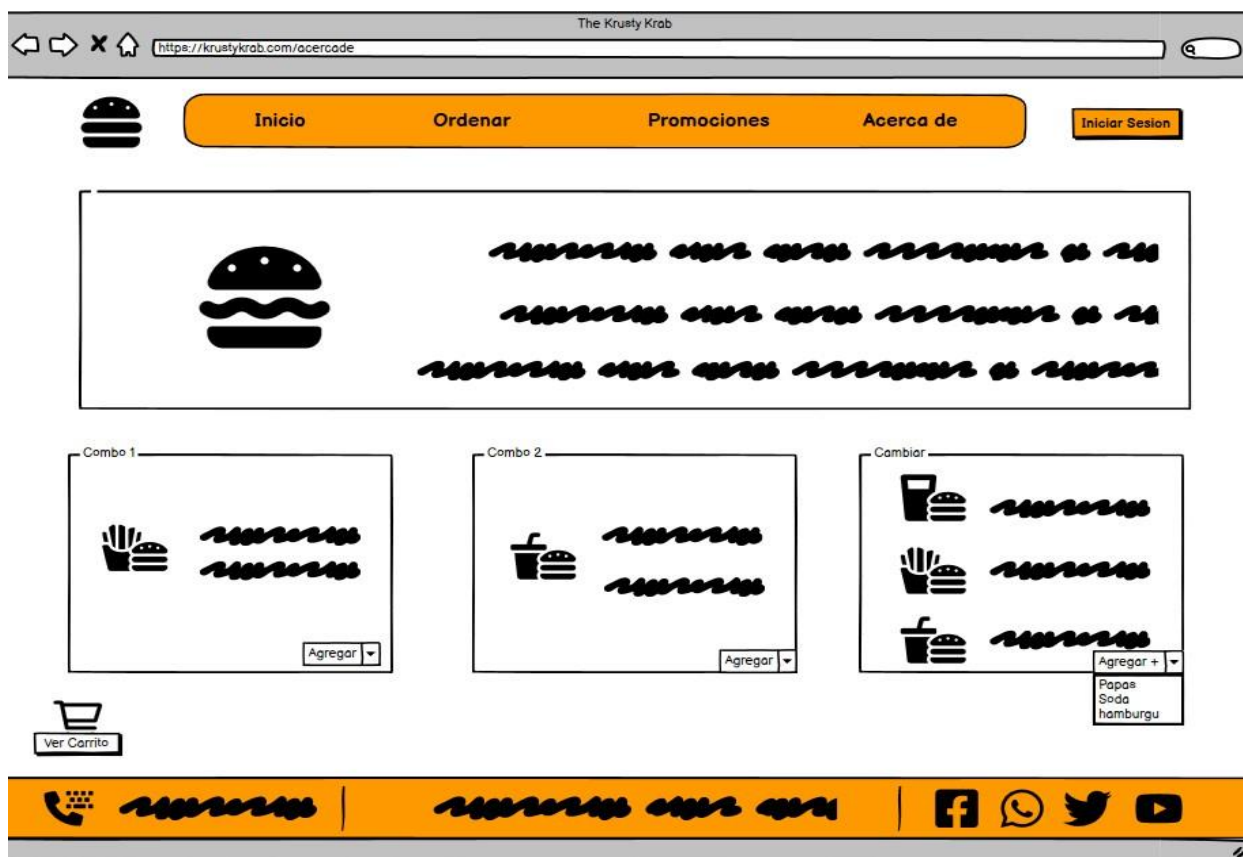 The Krusty Krab
https://krustykrab.com/acercade
Inicio Ordenar Promociones Acerca de Iniciar Sesion
Combo 1 Combo 2 Cambiar
Agregar Agregar Agregar +
Papas
Soda
hamburgu
Ver Carrito